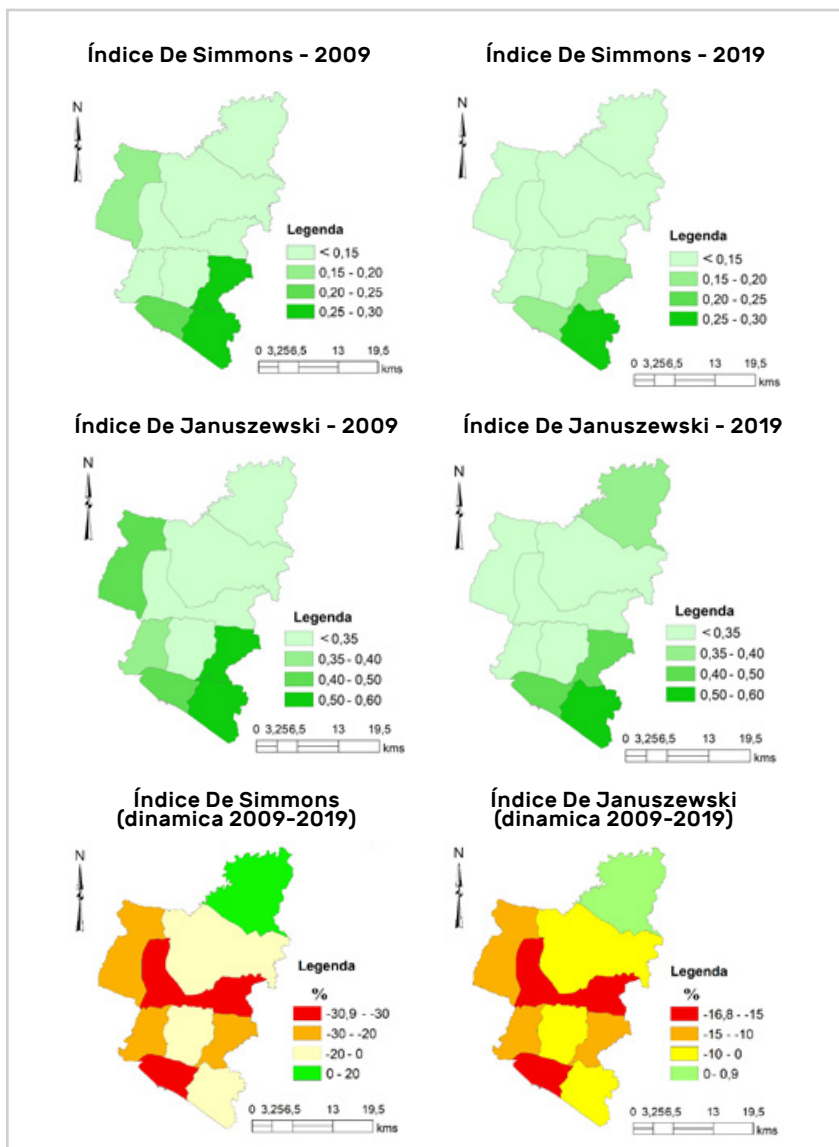 Índice De Simmons - 2009
N
Legenda
< 0,15
0,15 - 0,20
0,20 - 0,25
0,25 - 0,30
0 3,256,5 13 19,5
kms
Índice De Simmons - 2019
N
Legenda
< 0,15
0,15 - 0,20
0,20 - 0,25
0,25 - 0,30
0 3,256,5 13 19,5
kms
Índice De Januszewski - 2009
N
Legenda
< 0,35
0,35 - 0,40
0,40 - 0,50
0,50 - 0,60
0 3,256,5 13 19,5
kms
Índice De Januszewski - 2019
N
Legenda
< 0,35
0,35 - 0,40
0,40 - 0,50
0,50 - 0,60
0 3,256,5 13 19,5
kms
Índice De Simmons
(dinamica 2009-2019)
N
Legenda
%
-30,9 - -30
-30 - -20
-20 - 0
0 - 20
0 3,256,5 13 19,5
kms
Índice De Januszewski
(dinamica 2009-2019)
N
Legenda
%
-16,8 - -15
-15 - -10
-10 - 0
0 - 0,9
0 3,256,5 13 19,5
kms